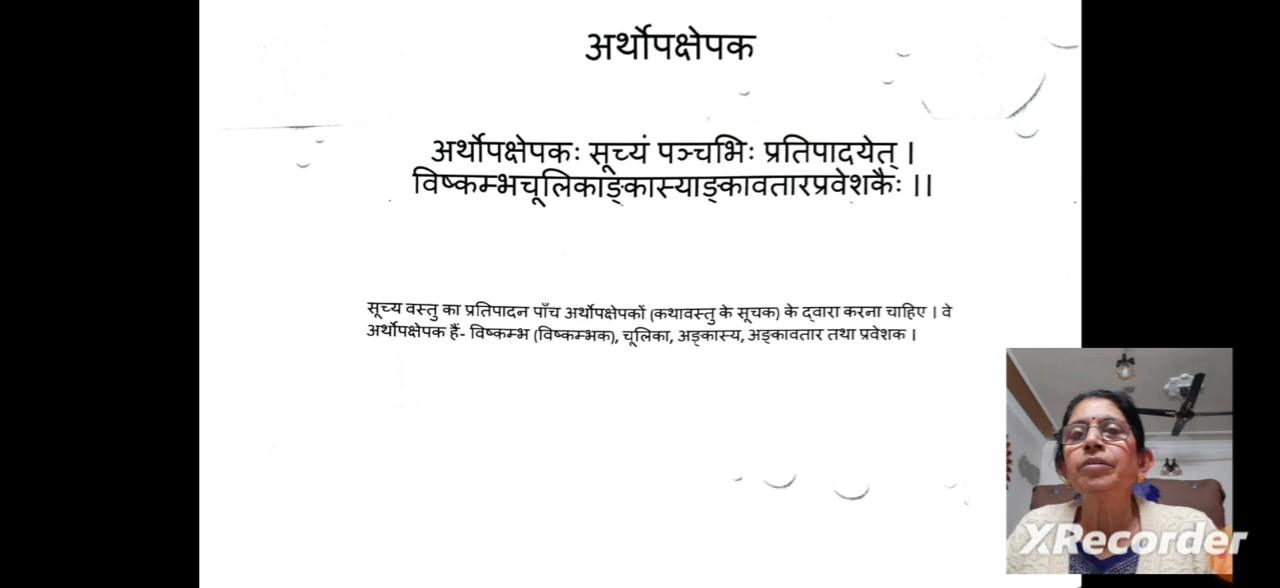 अर्थोपक्षेपक
अर्थोपक्षेपकः सूच्यं पञ्चभिः प्रतिपादयेत् ।
विष्कम्भचूलिकाङ्कास्याङ्कावतारप्रवेशकैः ।।
सूच्य वस्तु का प्रतिपादन पाँच अर्थोपक्षेपकों (कथावस्तु के सूचक) के द्वारा करना चाहिए । वे
अर्थोपक्षेपक हैं- विष्कम्भ (विष्कम्भक), चूलिका, अङ्कास्य, अङ्कावतार तथा प्रवेशक ।
XRecorder